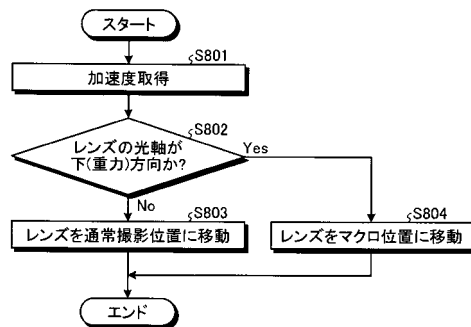 スタート
S801
加速度取得
S802
レンズの光軸が
下(重力)方向か?
Yes
No
S803
レンズを通常撮影位置に移動
S804
レンズをマクロ位置に移動
エンド